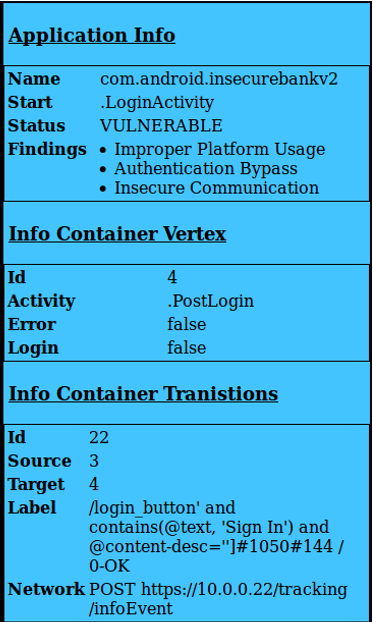 Application Info
Name com.android.insecurebankv2
Start .LoginActivity
Status VULNERABLE
Findings • Improper Platform Usage
• Authentication Bypass
• Insecure Communication
Info Container Vertex
Id 4
Activity .PostLogin
Error false
Login false
Info Container Tranistions
Id 22
Source 3
Target 4
Label /login_button' and
contains(@text, 'Sign In') and
@content-desc='']#1050#144 /
0-OK
Network POST https://10.0.0.22/tracking
/infoEvent